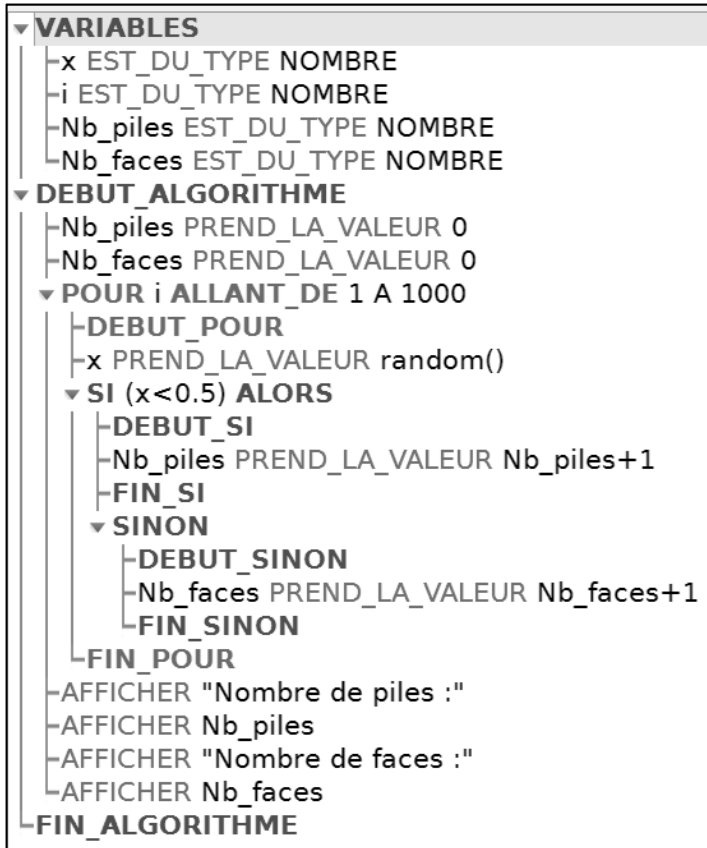 VARIABLES
x EST_DU_TYPE NOMBRE
i EST_DU_TYPE NOMBRE
Nb_piles EST_DU_TYPE NOMBRE
Nb_faces EST_DU_TYPE NOMBRE
DEBUT_ALGORITHME
Nb_piles PREND_LA_VALEUR 0
Nb_faces PREND_LA_VALEUR 0
POUR i ALLANT_DE 1 A 1000
DEBUT_POUR
x PREND_LA_VALEUR random()
SI (x<0.5) ALORS
DEBUT_SI
Nb_piles PREND_LA_VALEUR Nb_piles+1
FIN_SI
SINON
DEBUT_SINON
Nb_faces PREND_LA_VALEUR Nb_faces+1
FIN_SINON
FIN_POUR
AFFICHER "Nombre de piles :"
AFFICHER Nb_piles
AFFICHER "Nombre de faces :"
AFFICHER Nb_faces
FIN_ALGORITHME